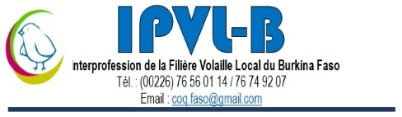 IPVL-B
nterprofession de la Filière Volaille Local du Burkina Faso
Tél. : (00226) 76 56 01 14 / 76 74 92 07
Email : coq.faso@gmail.com